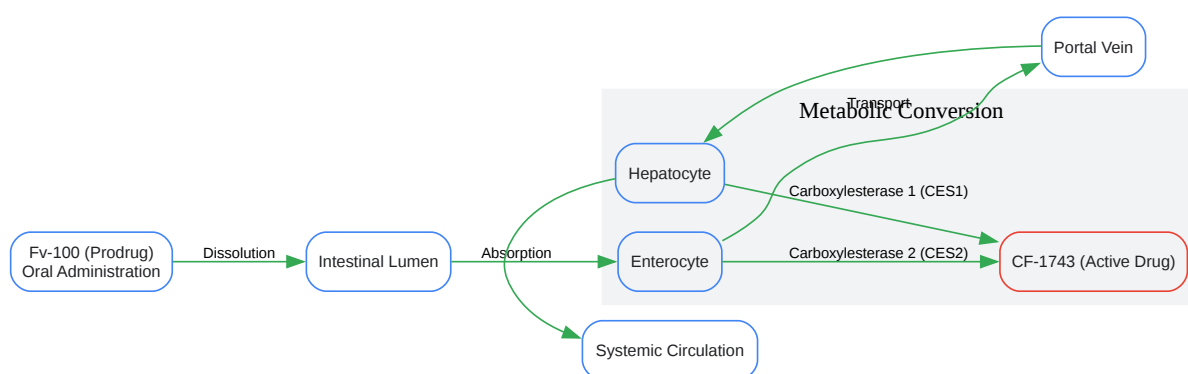 Portal Vein
Transport
Metabolic Conversion
Hepatocyte
Carboxylesterase 1 (CES1)
Fv-100 (Prodrug)
Oral Administration
Dissolution
Intestinal Lumen
Absorption
Enterocyte
Carboxylesterase 2 (CES2)
CF-1743 (Active Drug)
Systemic Circulation